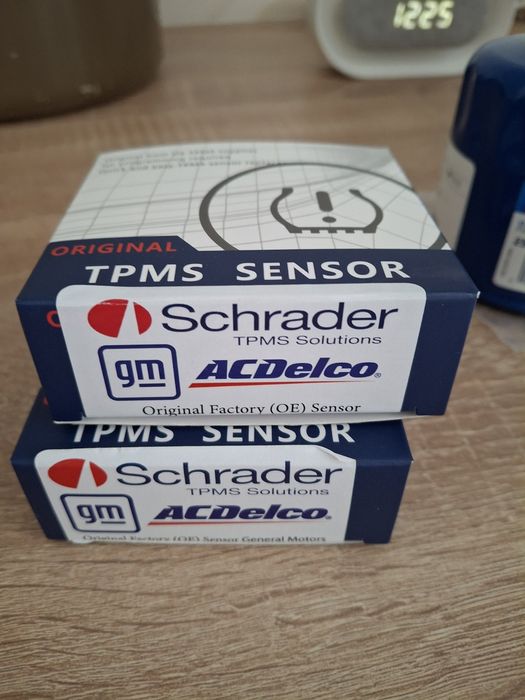 1225
ORIGINAL
TPMS SENSOR
Schrader
TPMS Solutions
gm ACDelco
Original Factory (OE) Sensor
TPMS SENSOR
Schrader
TPMS Solutions
gm ACDelco
Original Factory (OE) Sensor General Motors